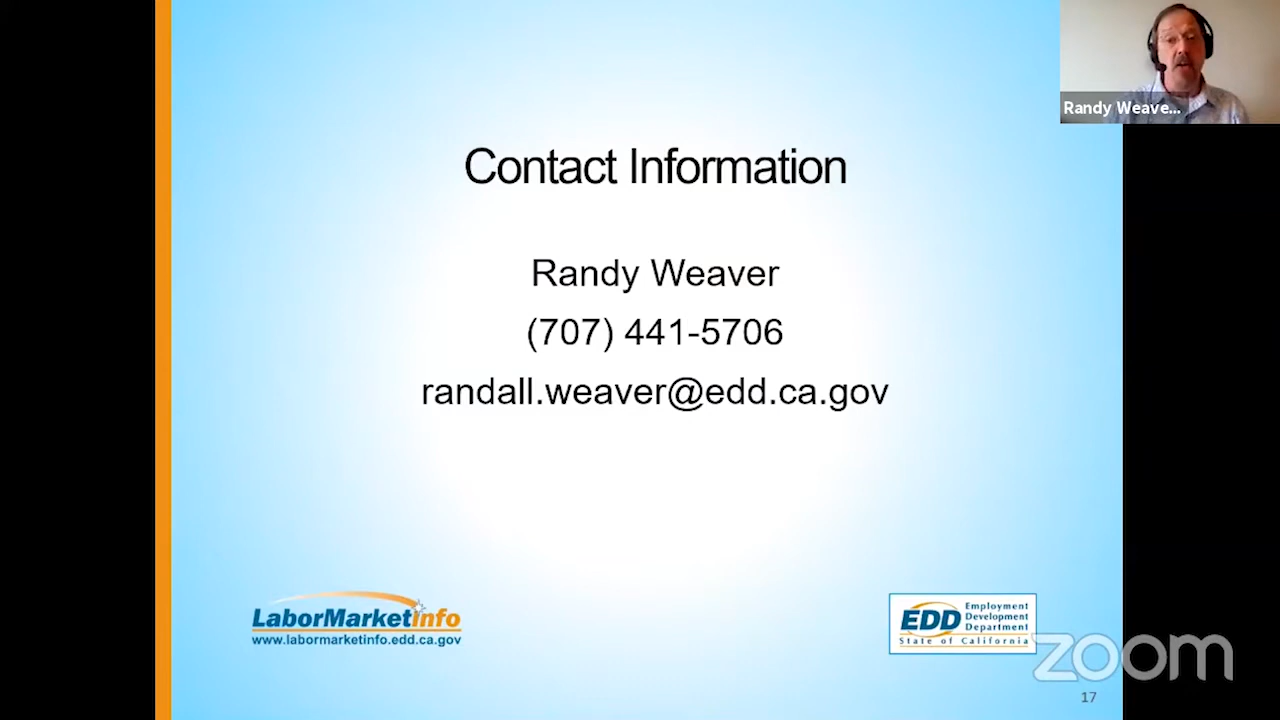 Randy Weave...
Contact Information
Randy Weaver
(707) 441-5706
randall.weaver@edd.ca.gov
LaborMarketinfo
www.labormarketinfo.edd.ca.gov
EDD
Employment
Development
Department
State of California
zoom
17